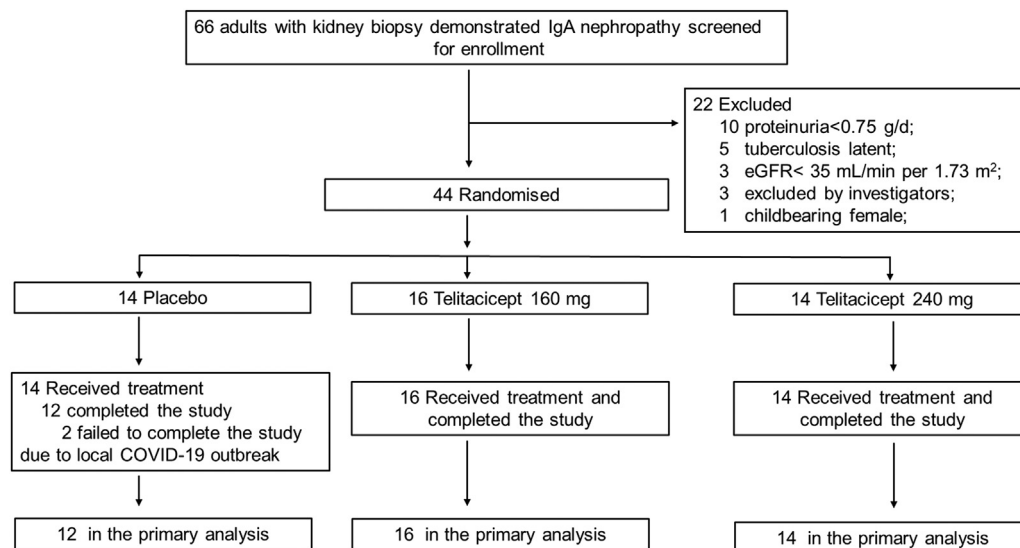 66 adults with kidney biopsy demonstrated IgA nephropathy screened
for enrollment
22 Excluded
10 proteinuria<0.75 g/d;
5 tuberculosis latent;
3 eGFR< 35 mL/min per 1.73 m²;
3 excluded by investigators;
1 childbearing female;
44 Randomised
14 Placebo
16 Telitacicept 160 mg
14 Telitacicept 240 mg
14 Received treatment
12 completed the study
2 failed to complete the study
due to local COVID-19 outbreak
16 Received treatment and
completed the study
14 Received treatment and
completed the study
12 in the primary analysis
16 in the primary analysis
14 in the primary analysis